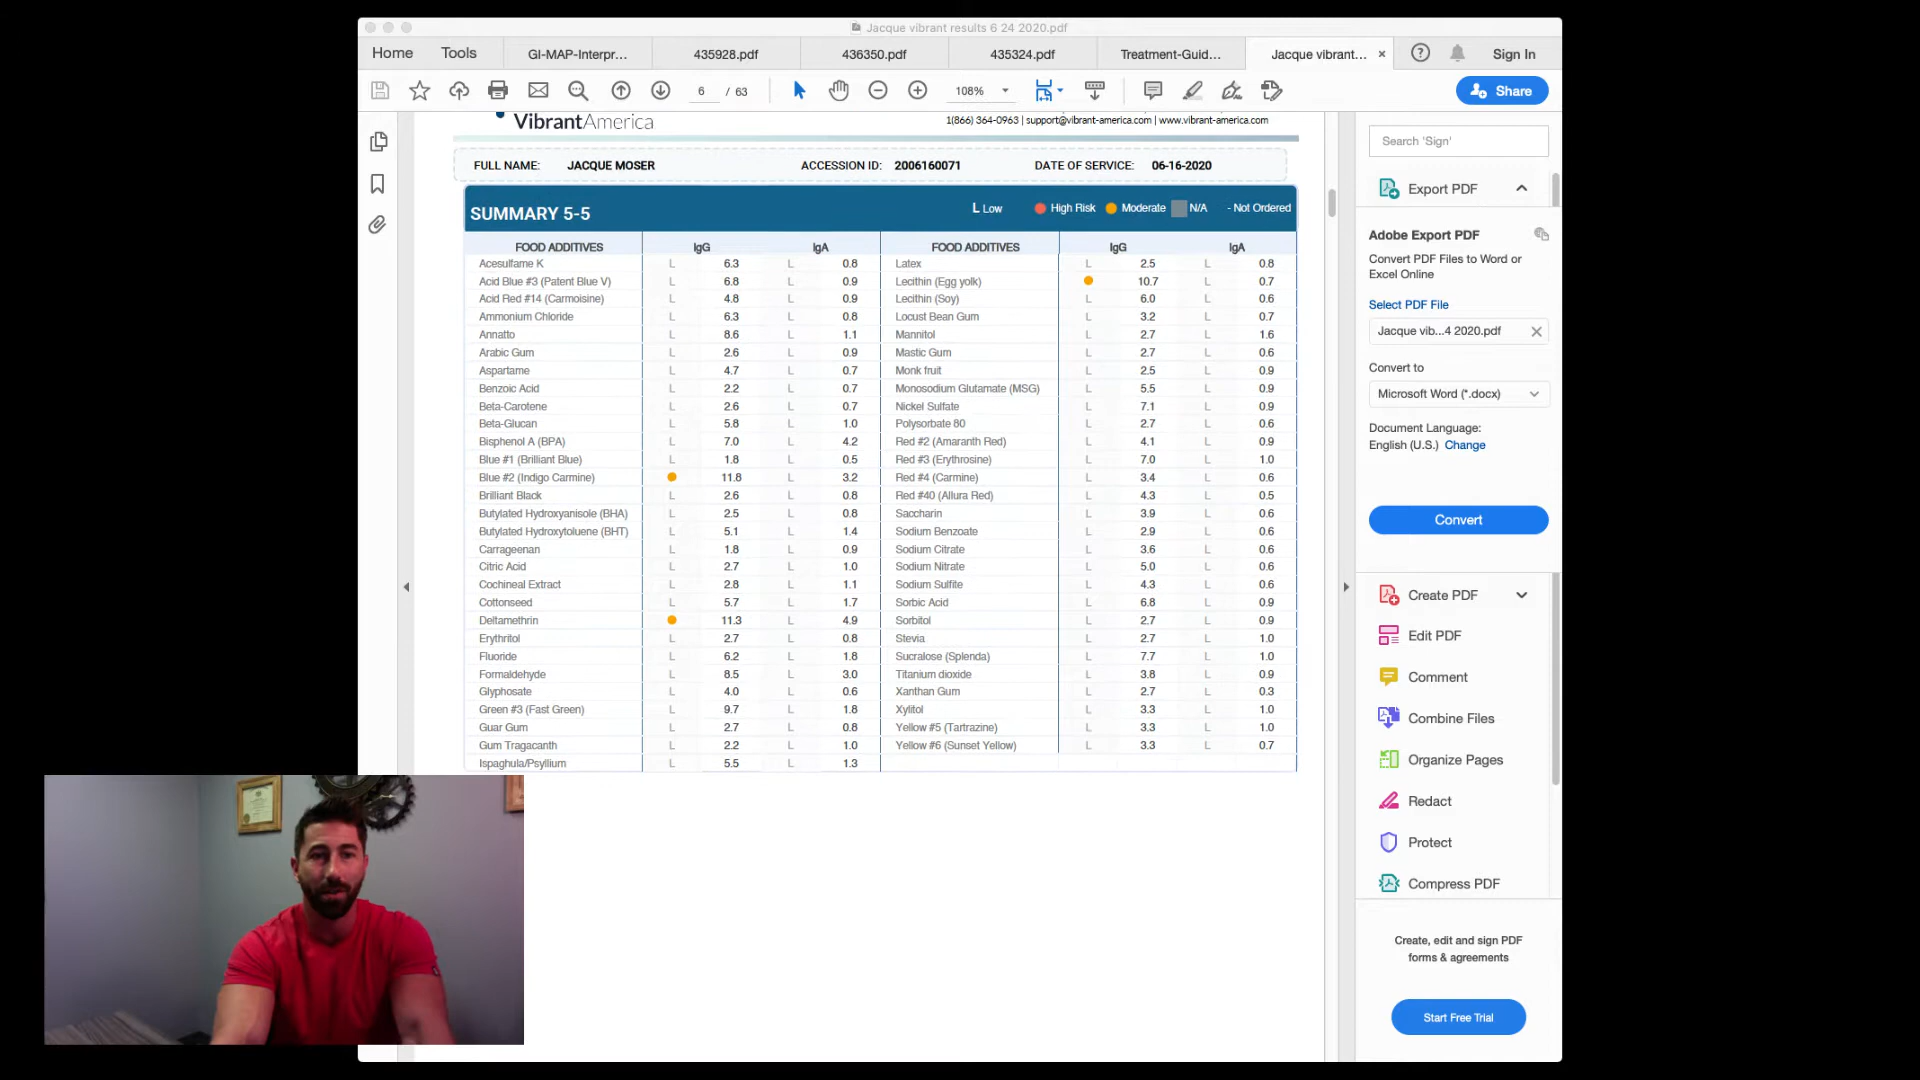 Jacque vibrant results 6 24 2020.pdf
Home Tools GI-MAP-Interpr... 435928.pdf 436350.pdf 435324.pdf Treatment-Guid... Jacque vibrant... × ? Sign In
6 / 63 108% Share
VibrantAmerica 1(866) 364-0963 | support@vibrant-america.com | www.vibrant-america.com
FULL NAME: JACQUE MOSER ACCESSION ID: 2006160071 DATE OF SERVICE: 06-16-2020
SUMMARY 5-5 L Low High Risk Moderate N/A - Not Ordered
FOOD ADDITIVES IgG IgA FOOD ADDITIVES IgG IgA
Acesulfame K L 6.3 L 0.8 Latex L 2.5 L 0.8
Acid Blue #3 (Patent Blue V) L 6.8 L 0.9 Lecithin (Egg yolk) 10.7 L 0.7
Acid Red #14 (Carmoisine) L 4.8 L 0.9 Lecithin (Soy) L 6.0 L 0.6
Ammonium Chloride L 6.3 L 0.8 Locust Bean Gum L 3.2 L 0.7
Annatto L 8.6 L 1.1 Mannitol L 2.7 L 1.6
Arabic Gum L 2.6 L 0.9 Mastic Gum L 2.7 L 0.6
Aspartame L 4.7 L 0.7 Monk fruit L 2.5 L 0.9
Benzoic Acid L 2.2 L 0.7 Monosodium Glutamate (MSG) L 5.5 L 0.9
Beta-Carotene L 2.6 L 0.7 Nickel Sulfate L 7.1 L 0.9
Beta-Glucan L 5.8 L 1.0 Polysorbate 80 L 2.7 L 0.6
Bisphenol A (BPA) L 7.0 L 4.2 Red #2 (Amaranth Red) L 4.1 L 0.9
Blue #1 (Brilliant Blue) L 1.8 L 0.5 Red #3 (Erythrosine) L 7.0 L 1.0
Blue #2 (Indigo Carmine) 11.8 L 3.2 Red #4 (Carmine) L 3.4 L 0.6
Brilliant Black L 2.6 L 0.8 Red #40 (Allura Red) L 4.3 L 0.5
Butylated Hydroxyanisole (BHA) L 2.5 L 0.8 Saccharin L 3.9 L 0.6
Butylated Hydroxytoluene (BHT) L 5.1 L 1.4 Sodium Benzoate L 2.9 L 0.6
Carrageenan L 1.8 L 0.9 Sodium Citrate L 3.6 L 0.6
Citric Acid L 2.7 L 1.0 Sodium Nitrate L 5.0 L 0.6
Cochineal Extract L 2.8 L 1.1 Sodium Sulfite L 4.3 L 0.6
Cottonseed L 5.7 L 1.7 Sorbic Acid L 6.8 L 0.9
Deltamethrin 11.3 L 4.9 Sorbitol L 2.7 L 0.9
Erythritol L 2.7 L 0.8 Stevia L 2.7 L 1.0
Fluoride L 6.2 L 1.8 Sucralose (Splenda) L 7.7 L 1.0
Formaldehyde L 8.5 L 3.0 Titanium dioxide L 3.8 L 0.9
Glyphosate L 4.0 L 0.6 Xanthan Gum L 2.7 L 0.3
Green #3 (Fast Green) L 9.7 L 1.8 Xylitol L 3.3 L 1.0
Guar Gum L 2.7 L 0.8 Yellow #5 (Tartrazine) L 3.3 L 1.0
Gum Tragacanth L 2.2 L 1.0 Yellow #6 (Sunset Yellow) L 3.3 L 0.7
Ispaghula/Psyllium L 5.5 L 1.3
Search 'Sign'
Export PDF
Adobe Export PDF
Convert PDF Files to Word or
Excel Online
Select PDF File
Jacque vib...4 2020.pdf
Convert to
Microsoft Word (*.docx)
Document Language:
English (U.S.) Change
Convert
Create PDF
Edit PDF
Comment
Combine Files
Organize Pages
Redact
Protect
Compress PDF
Create, edit and sign PDF
forms & agreements
Start Free Trial